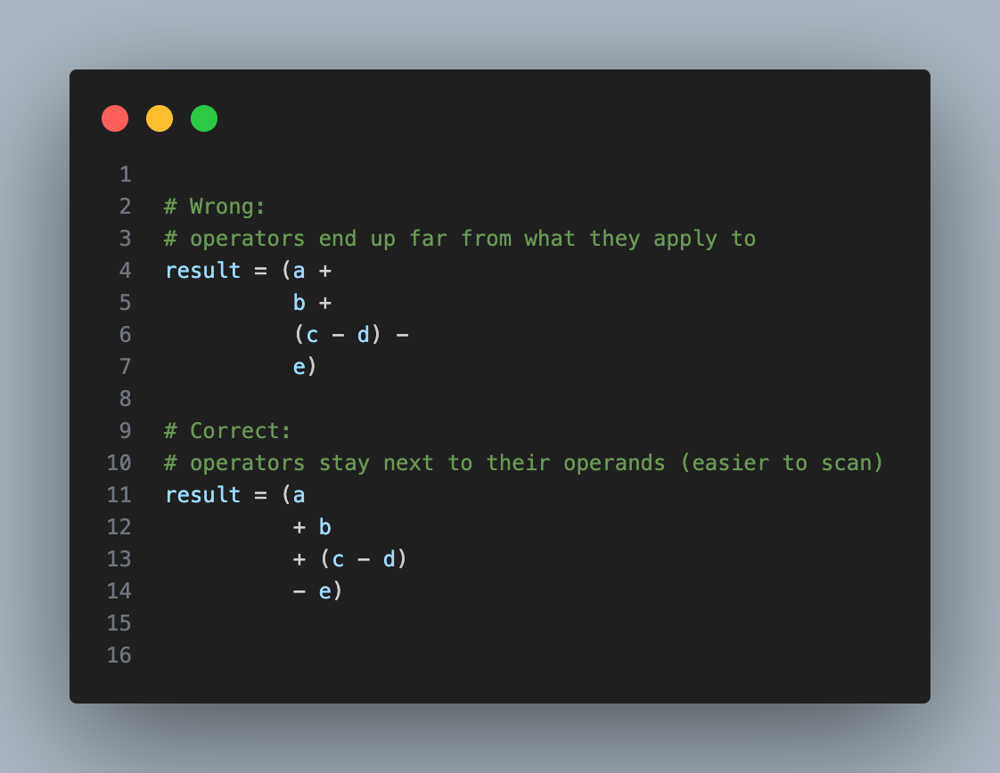 1
2 # Wrong:
3 # operators end up far from what they apply to
4 result = (a +
5           b +
6           (c − d) −
7           e)
8
9 # Correct:
10 # operators stay next to their operands (easier to scan)
11 result = (a
12           + b
13           + (c − d)
14           − e)
15
16